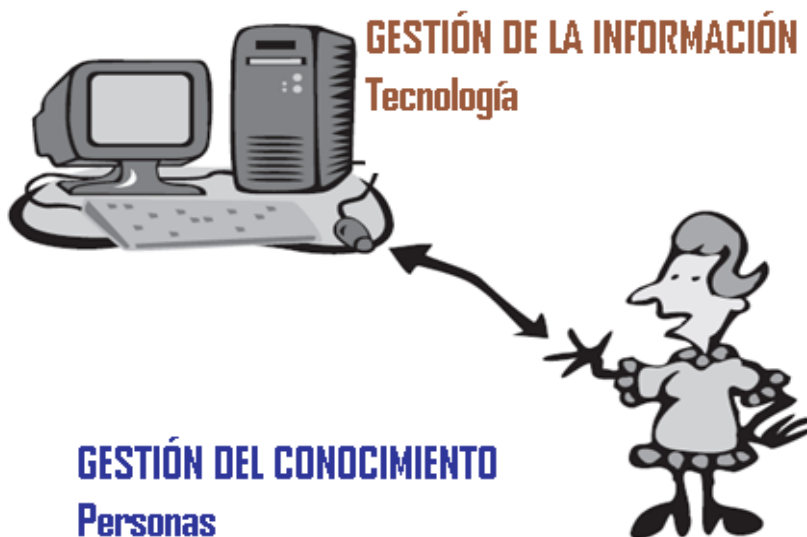 GESTIÓN DE LA INFORMACIÓN
Tecnología
GESTIÓN DEL CONOCIMIENTO
Personas